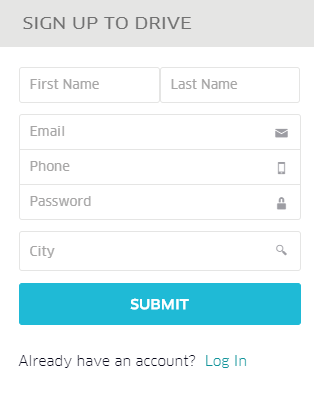 SIGN UP TO DRIVE
First Name Last Name
Email
Phone
Password
City
SUBMIT
Already have an account? Log In